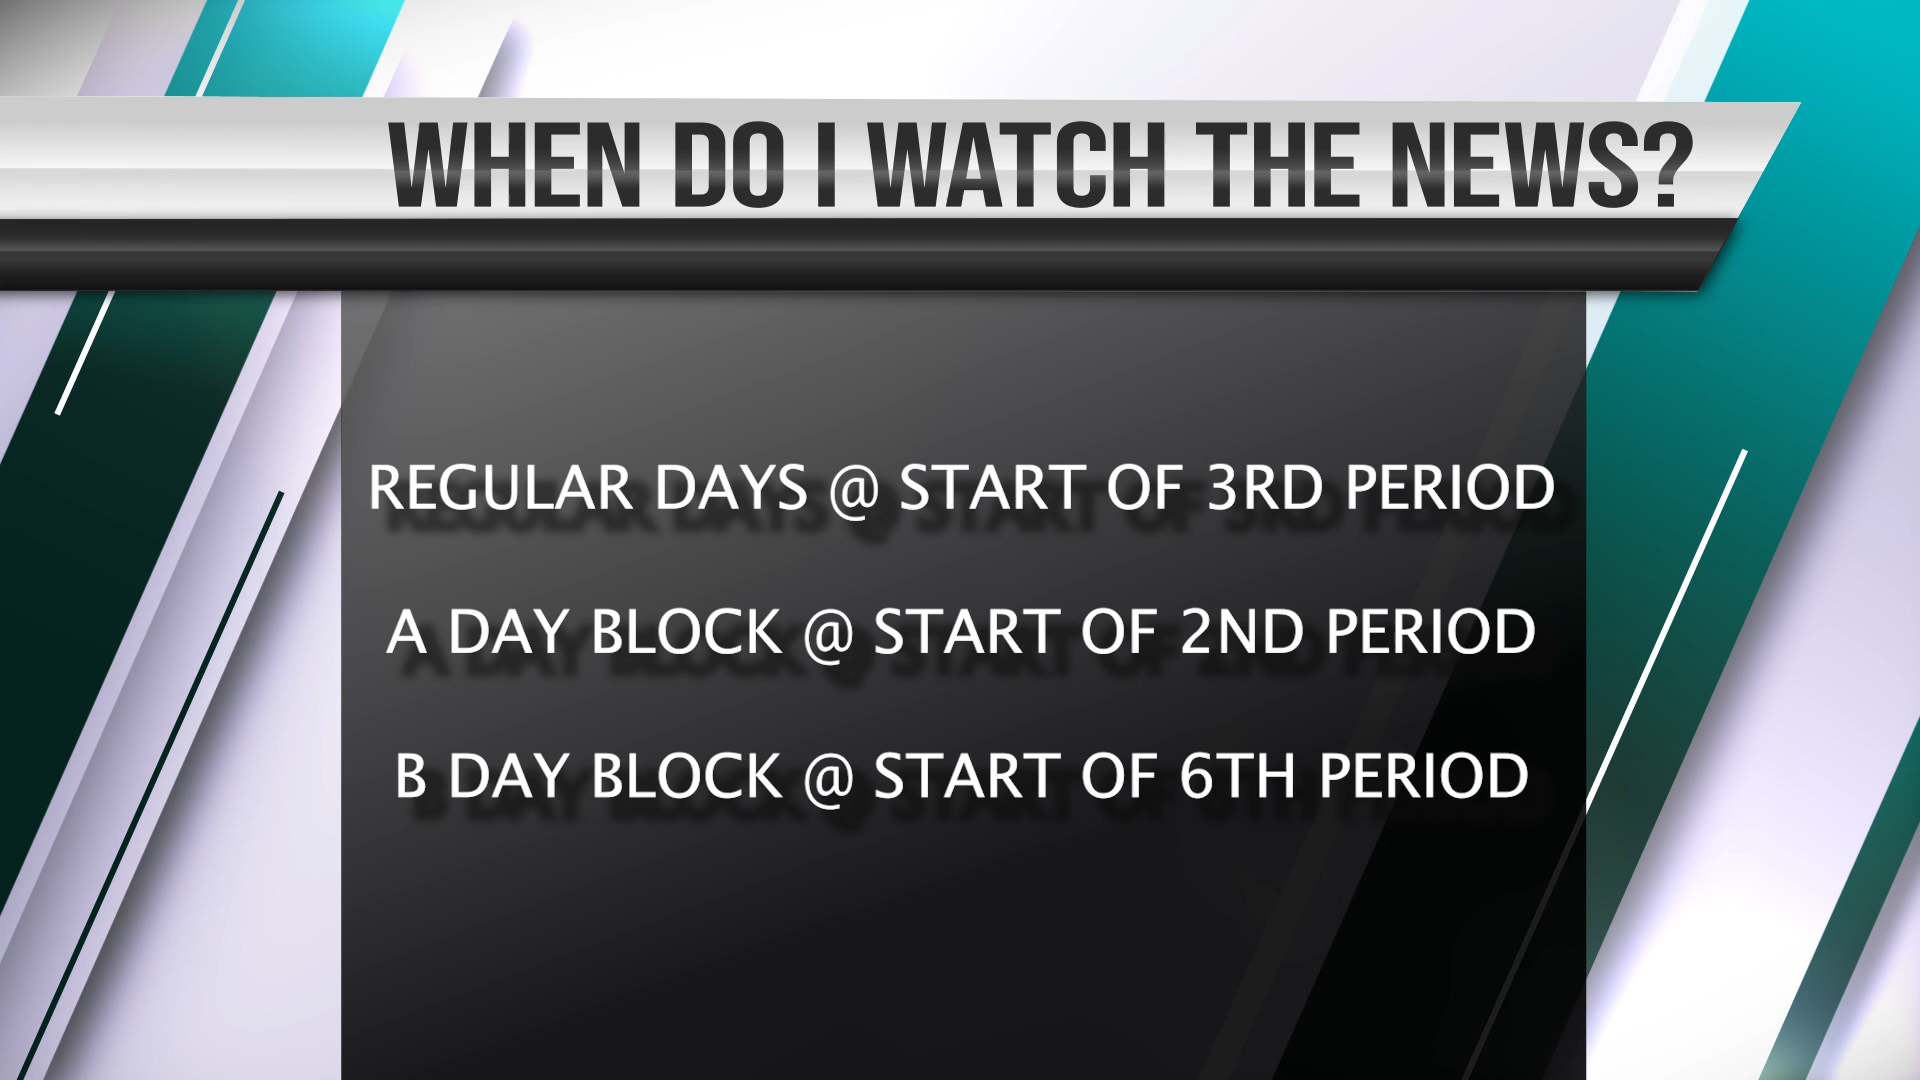 WHEN DO I WATCH THE NEWS?
REGULAR DAYS @ START OF 3RD PERIOD
A DAY BLOCK @ START OF 2ND PERIOD
B DAY BLOCK @ START OF 6TH PERIOD